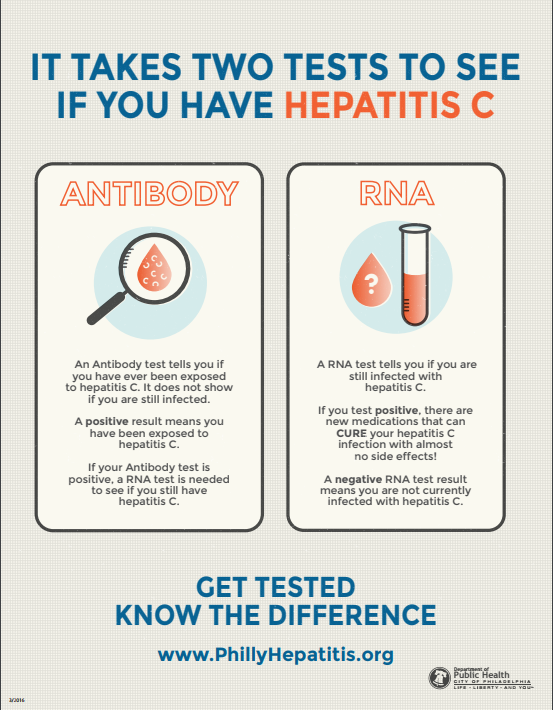 IT TAKES TWO TESTS TO SEE
IF YOU HAVE HEPATITIS C
ANTIBODY
An Antibody test tells you if
you have ever been exposed
to hepatitis C. It does not show
if you are still infected.
A positive result means you
have been exposed to
hepatitis C.
If your Antibody test is
positive, a RNA test is needed
to see if you still have
hepatitis C.
RNA
?
A RNA test tells you if you are
still infected with
hepatitis C.
If you test positive, there are
new medications that can
CURE your hepatitis C
infection with almost
no side effects!
A negative RNA test result
means you are not currently
infected with hepatitis C.
GET TESTED
KNOW THE DIFFERENCE
www.PhillyHepatitis.org
Department of
Public Health
CITY OF PHILADELPHIA
LIFE • LIBERTY • AND YOU™
3/2016